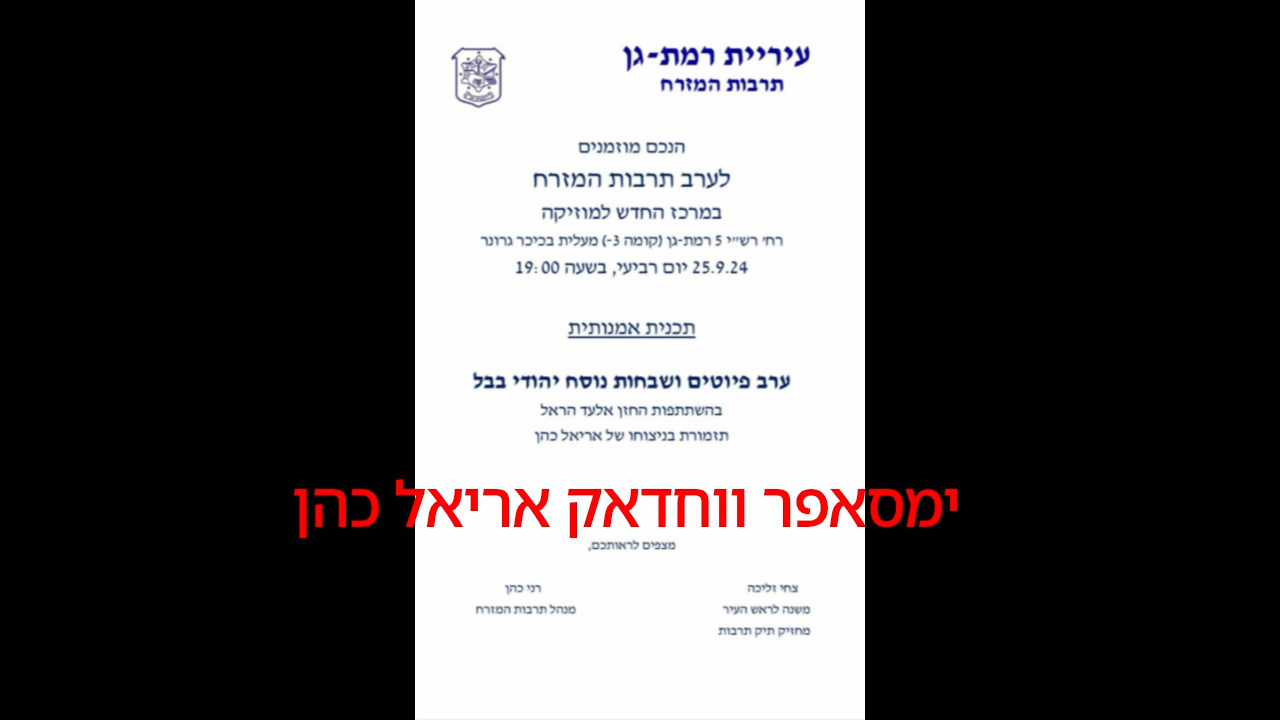 עיריית רמת-גן
תרבות המזרח
הנכם מוזמנים
לערב תרבות המזרח
במרכז החדש למוזיקה
רח׳ רש״י 5 רמת-גן (קומה 3-) מעלית בכיכר גרונר
25.9.24 יום רביעי, בשעה 19:00
תכנית אמנותית
ערב פיוטים ושבחות נוסח יהודי בבל
בהשתתפות החזן אלעד הראל
תזמורת בניצוחו של אריאל כהן
ימסאפר ווחדאק אריאל כהן
מצפים לראותכם,
צחי זליכה
משנה לראש העיר
מחזיק תיק תרבות
רני כהן
מנהל תרבות המזרח